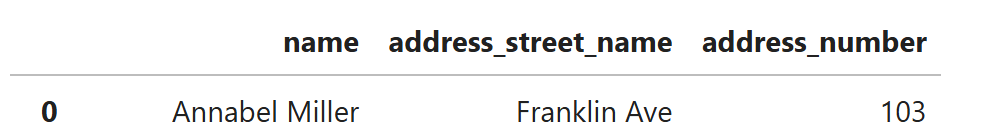 name address_street_name address_number
0 Annabel Miller Franklin Ave 103